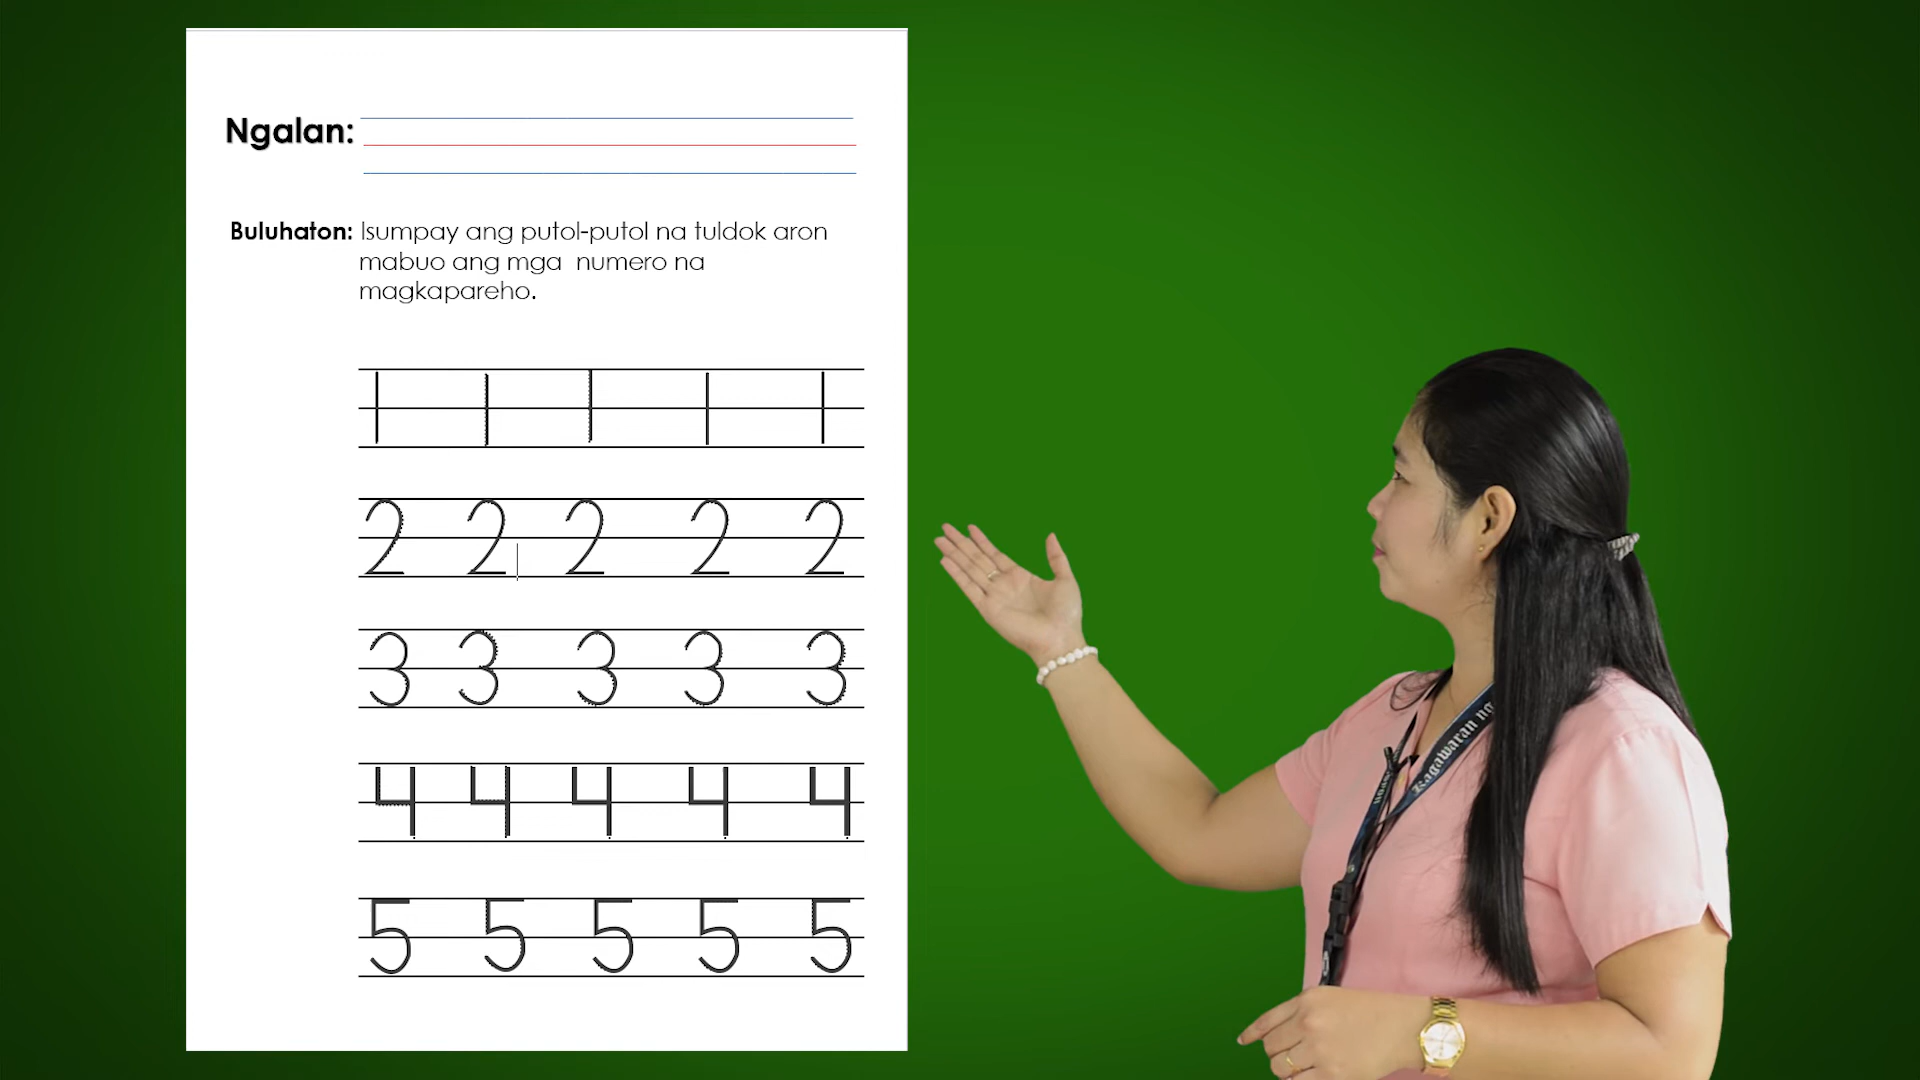 Ngalan:
Buluhaton: Isumpay ang putol-putol na tuldok aron
mabuo ang mga numero na
magkapareho.
1 1 1 1 1
2 2 2 2 2
3 3 3 3 3
4 4 4 4 4
5 5 5 5 5
Kagawaran ng